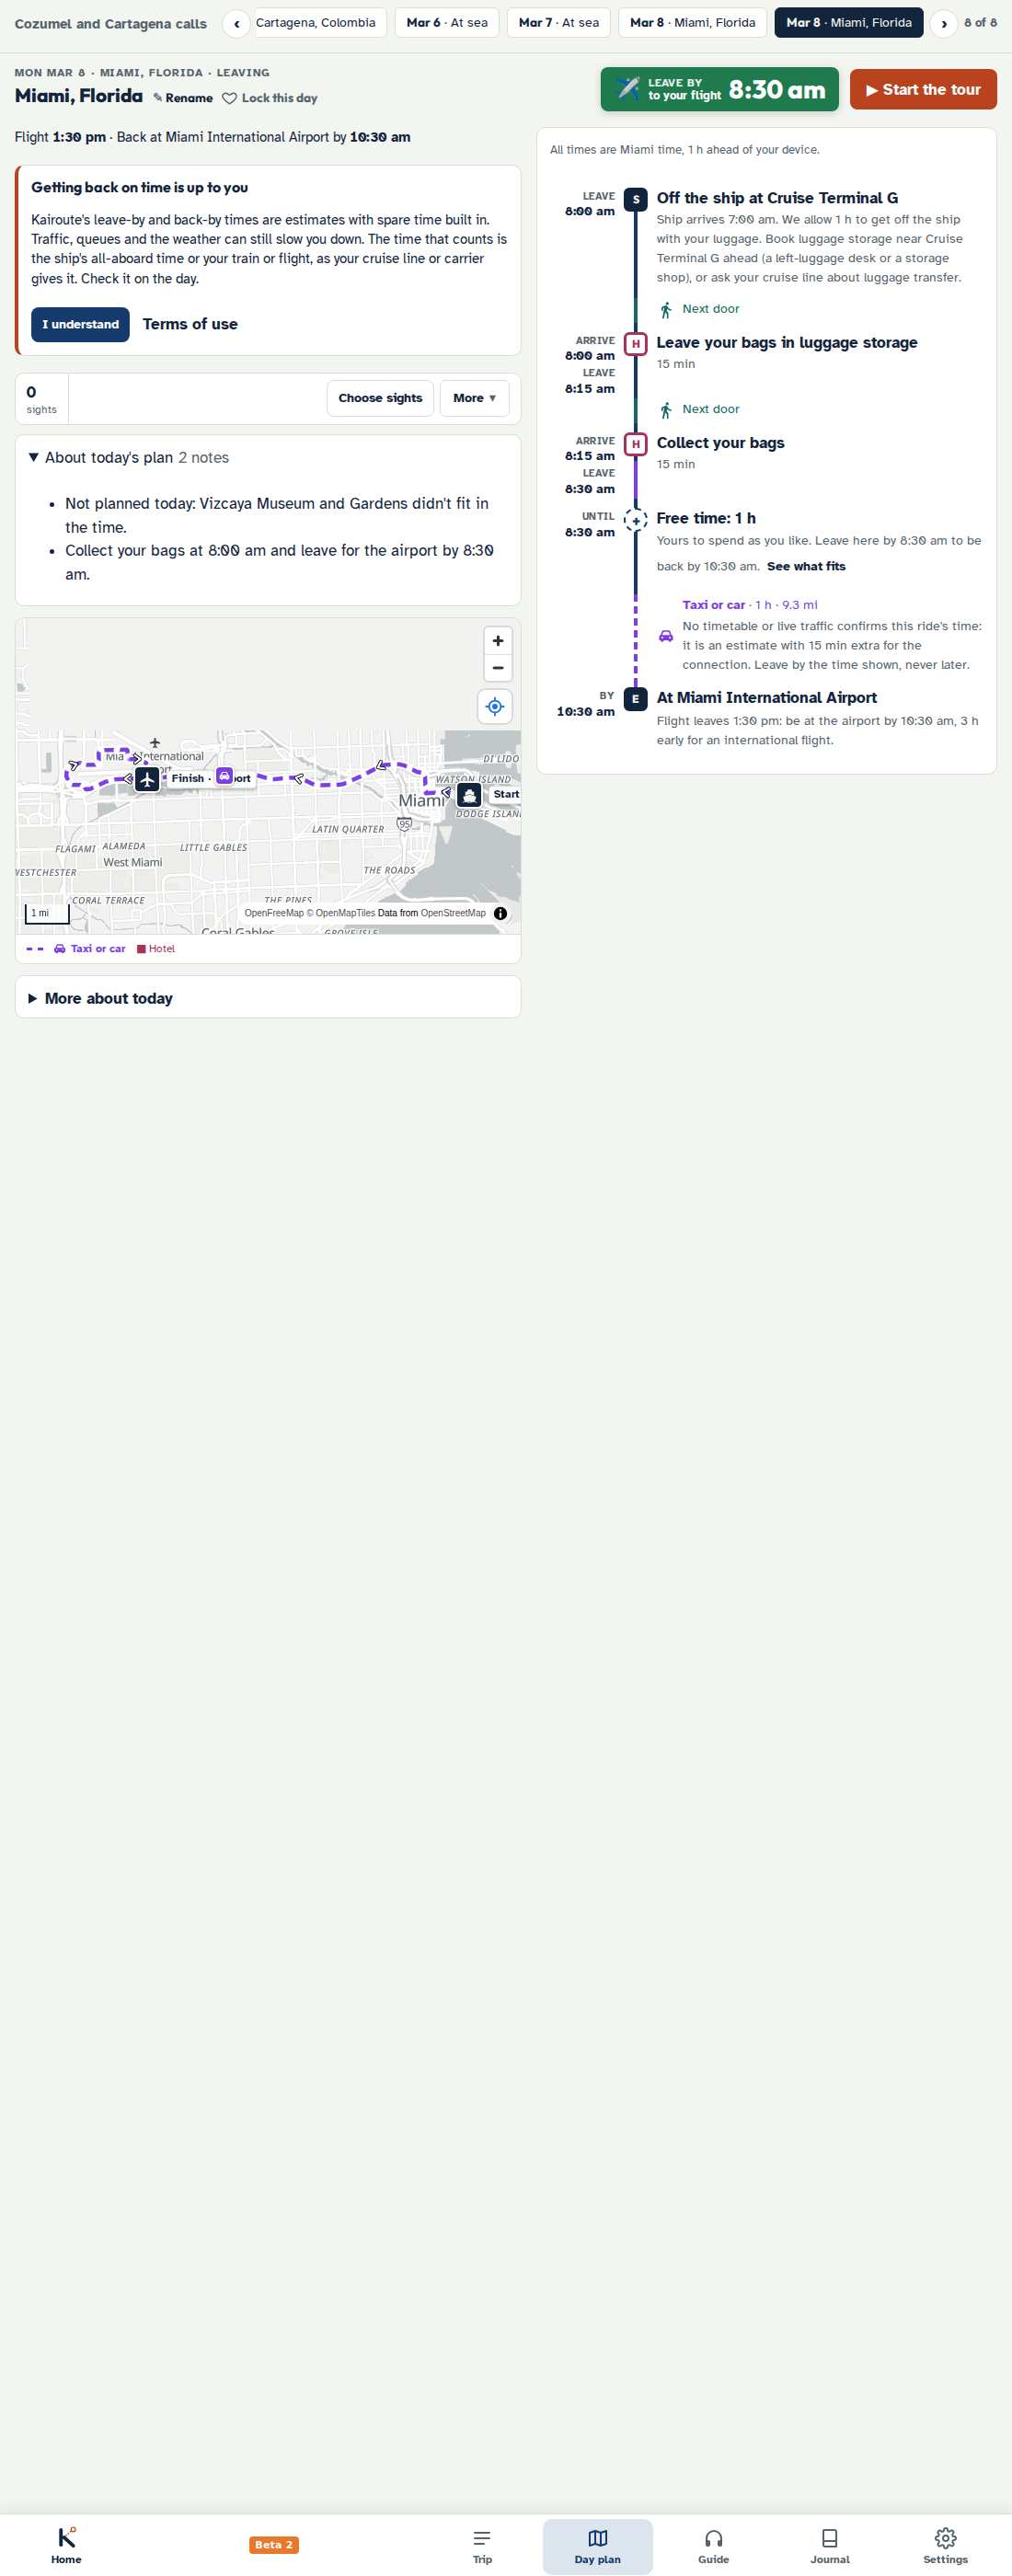 Cozumel and Cartagena calls
‹
Cartagena, Colombia
Mar 6 · At sea
Mar 7 · At sea
Mar 8 · Miami, Florida
Mar 8 · Miami, Florida
›
8 of 8
MON MAR 8 · MIAMI, FLORIDA · LEAVING
Miami, Florida
✎ Rename
Lock this day
LEAVE BY
to your flight
8:30 am
▶ Start the tour
Flight 1:30 pm · Back at Miami International Airport by 10:30 am
Getting back on time is up to you
Kairoute's leave-by and back-by times are estimates with spare time built in.
Traffic, queues and the weather can still slow you down. The time that counts is
the ship's all-aboard time or your train or flight, as your cruise line or carrier
gives it. Check it on the day.
I understand
Terms of use
0
sights
Choose sights
More ▼
▼ About today's plan 2 notes
• Not planned today: Vizcaya Museum and Gardens didn't fit in
the time.
• Collect your bags at 8:00 am and leave for the airport by 8:30
am.
+
−
International
Finish ·
port
Miami
DI LIDO
WATSON ISLAND
Start
DODGE ISLAN
95
LATIN QUARTER
FLAGAMI
ALAMEDA
LITTLE GABLES
West Miami
WESTCHESTER
THE ROADS
CORAL TERRACE
THE PINES
1 mi
OpenFreeMap © OpenMapTiles Data from OpenStreetMap
Coral Gables
GROVE ISLE
Taxi or car
Hotel
▶ More about today
All times are Miami time, 1 h ahead of your device.
LEAVE
8:00 am
S
Off the ship at Cruise Terminal G
Ship arrives 7:00 am. We allow 1 h to get off the ship
with your luggage. Book luggage storage near Cruise
Terminal G ahead (a left-luggage desk or a storage
shop), or ask your cruise line about luggage transfer.
Next door
ARRIVE
8:00 am
LEAVE
8:15 am
H
Leave your bags in luggage storage
15 min
Next door
ARRIVE
8:15 am
LEAVE
8:30 am
H
Collect your bags
15 min
UNTIL
8:30 am
+
Free time: 1 h
Yours to spend as you like. Leave here by 8:30 am to be
back by 10:30 am. See what fits
Taxi or car · 1 h · 9.3 mi
No timetable or live traffic confirms this ride's time:
it is an estimate with 15 min extra for the
connection. Leave by the time shown, never later.
BY
10:30 am
E
At Miami International Airport
Flight leaves 1:30 pm: be at the airport by 10:30 am, 3 h
early for an international flight.
Home
Beta 2
Trip
Day plan
Guide
Journal
Settings